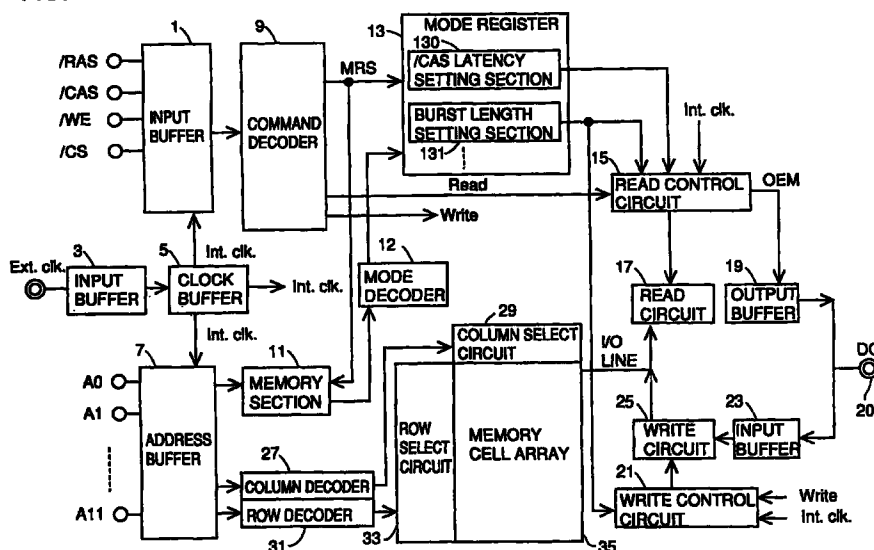 1
9
13
MODE REGISTER
130
/CAS LATENCY
SETTING SECTION
BURST LENGTH
SETTING SECTION
131
/RAS
/CAS
/WE
/CS
INPUT
BUFFER
COMMAND
DECODER
MRS
Int. clk.
15
READ CONTROL
CIRCUIT
OEM
Read
Write
3
5
Int. clk.
12
Ext. clk.
INPUT
BUFFER
CLOCK
BUFFER
Int. clk.
MODE
DECODER
17
READ
CIRCUIT
19
OUTPUT
BUFFER
Int. clk.
29
COLUMN SELECT
CIRCUIT
I/O
LINE
7
11
A0
A1
A11
ADDRESS
BUFFER
MEMORY
SECTION
ROW
SELECT
CIRCUIT
MEMORY
CELL ARRAY
20
25
WRITE
CIRCUIT
23
INPUT
BUFFER
27
COLUMN DECODER
ROW DECODER
31
33
35
21
WRITE CONTROL
CIRCUIT
Write
Int. clk.